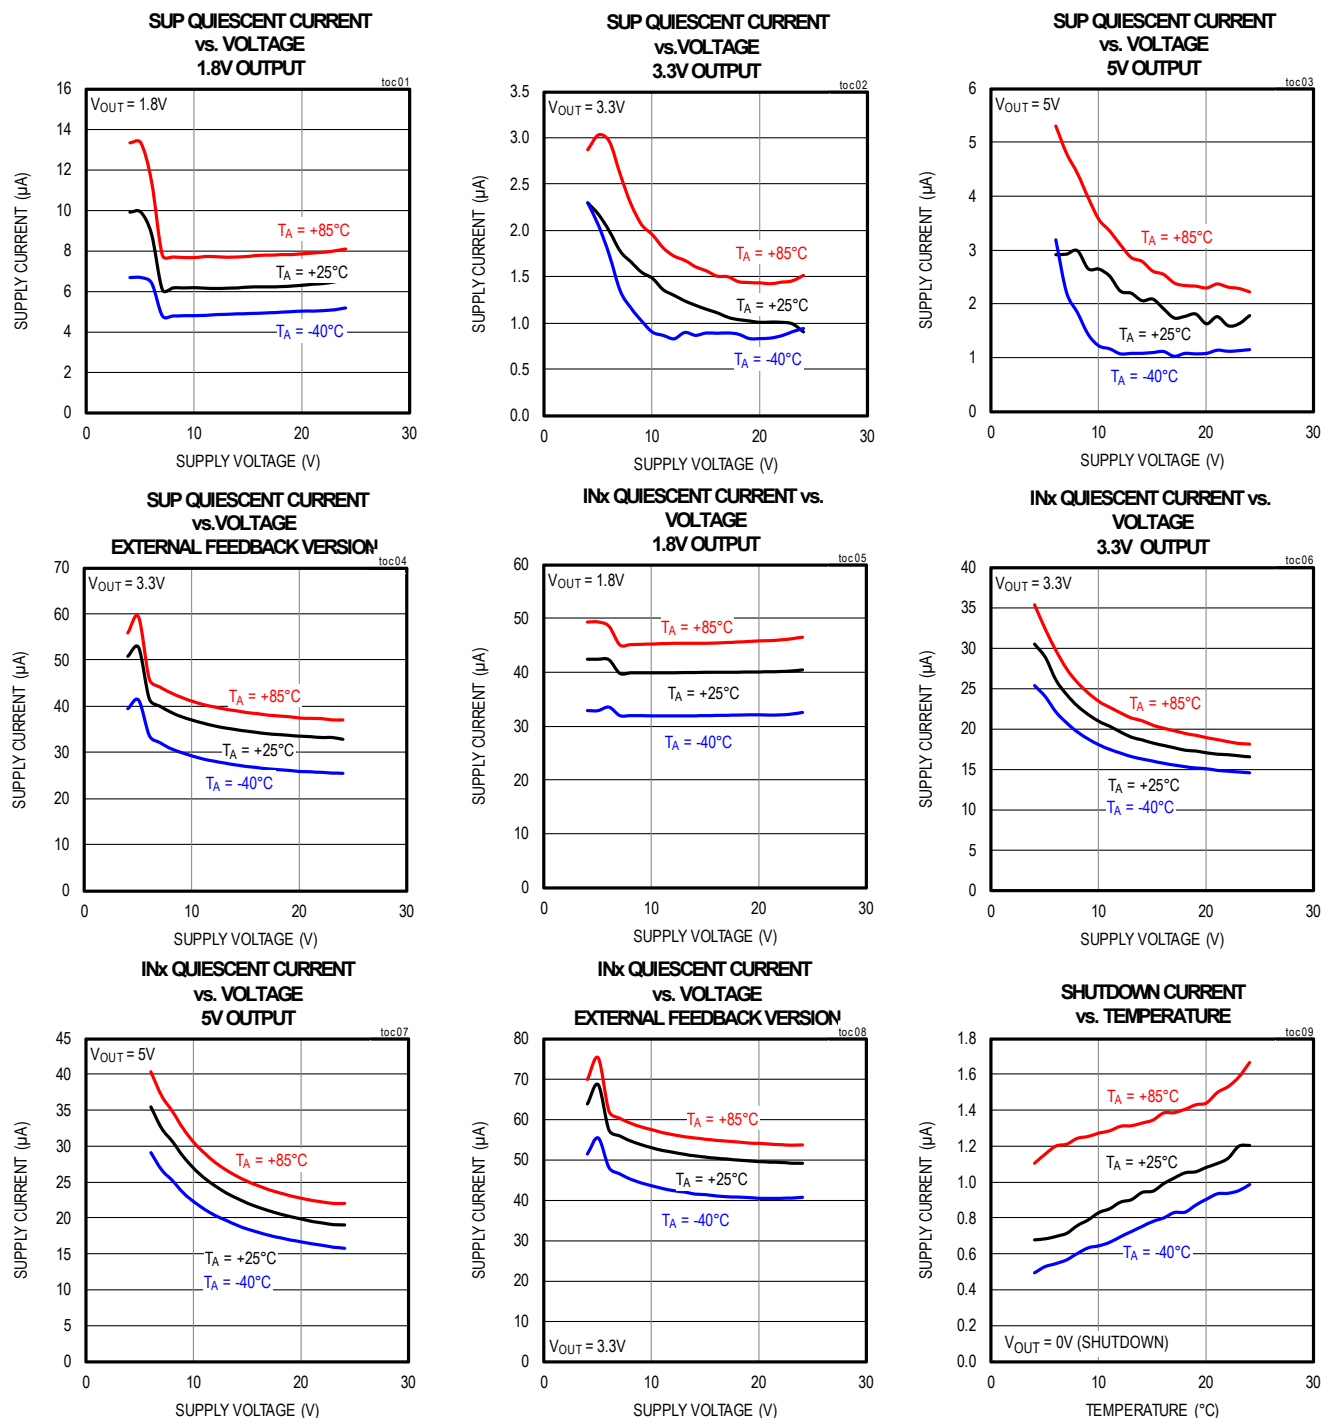 SUP QUIESCENT CURRENT
vs. VOLTAGE
1.8V OUTPUT
toc01
VOUT = 1.8V
16
14
12
10
8
6
4
2
0
SUPPLY CURRENT (µA)
TA = +85°C
TA = +25°C
TA = -40°C
0
10
20
30
SUPPLY VOLTAGE (V)
SUP QUIESCENT CURRENT
vs.VOLTAGE
3.3V OUTPUT
toc02
VOUT = 3.3V
3.5
3.0
2.5
2.0
1.5
1.0
0.5
0.0
SUPPLY CURRENT (µA)
TA = +85°C
TA = +25°C
TA = -40°C
0
10
20
30
SUPPLY VOLTAGE (V)
SUP QUIESCENT CURRENT
vs. VOLTAGE
5V OUTPUT
toc03
VOUT = 5V
6
5
4
3
2
1
0
SUPPLY CURRENT (µA)
TA = +85°C
TA = +25°C
TA = -40°C
0
10
20
30
SUPPLY VOLTAGE (V)
SUP QUIESCENT CURRENT
vs.VOLTAGE
EXTERNAL FEEDBACK VERSION
toc04
VOUT = 3.3V
70
60
50
40
30
20
10
0
SUPPLY CURRENT (µA)
TA = +85°C
TA = +25°C
TA = -40°C
0
10
20
30
SUPPLY VOLTAGE (V)
INx QUIESCENT CURRENT vs.
VOLTAGE
1.8V OUTPUT
toc05
VOUT = 1.8V
60
50
40
30
20
10
0
SUPPLY CURRENT (µA)
TA = +85°C
TA = +25°C
TA = -40°C
0
10
20
30
SUPPLY VOLTAGE (V)
INx QUIESCENT CURRENT vs.
VOLTAGE
3.3V OUTPUT
toc06
VOUT = 3.3V
40
35
30
25
20
15
10
5
0
SUPPLY CURRENT (µA)
TA = +85°C
TA = +25°C
TA = -40°C
0
10
20
30
SUPPLY VOLTAGE (V)
INx QUIESCENT CURRENT
vs. VOLTAGE
5V OUTPUT
toc07
VOUT = 5V
45
40
35
30
25
20
15
10
5
0
SUPPLY CURRENT (µA)
TA = +85°C
TA = +25°C
TA = -40°C
0
10
20
30
SUPPLY VOLTAGE (V)
INx QUIESCENT CURRENT
vs. VOLTAGE
EXTERNAL FEEDBACK VERSION
toc08
80
70
60
50
40
30
20
10
0
SUPPLY CURRENT (µA)
TA = +85°C
TA = +25°C
TA = -40°C
VOUT = 3.3V
0
10
20
30
SUPPLY VOLTAGE (V)
SHUTDOWN CURRENT
vs. TEMPERATURE
toc09
1.8
1.6
1.4
1.2
1.0
0.8
0.6
0.4
0.2
0.0
SUPPLY CURRENT (µA)
TA = +85°C
TA = +25°C
TA = -40°C
VOUT = 0V (SHUTDOWN)
0
10
20
30
TEMPERATURE (°C)